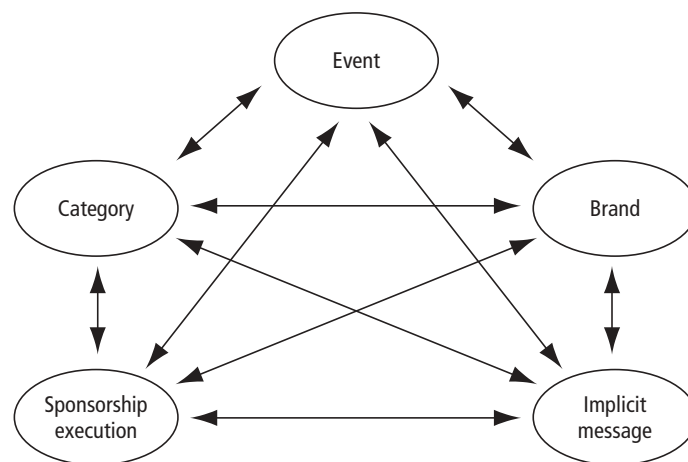 Event
Category
Brand
Sponsorship
execution
Implicit
message